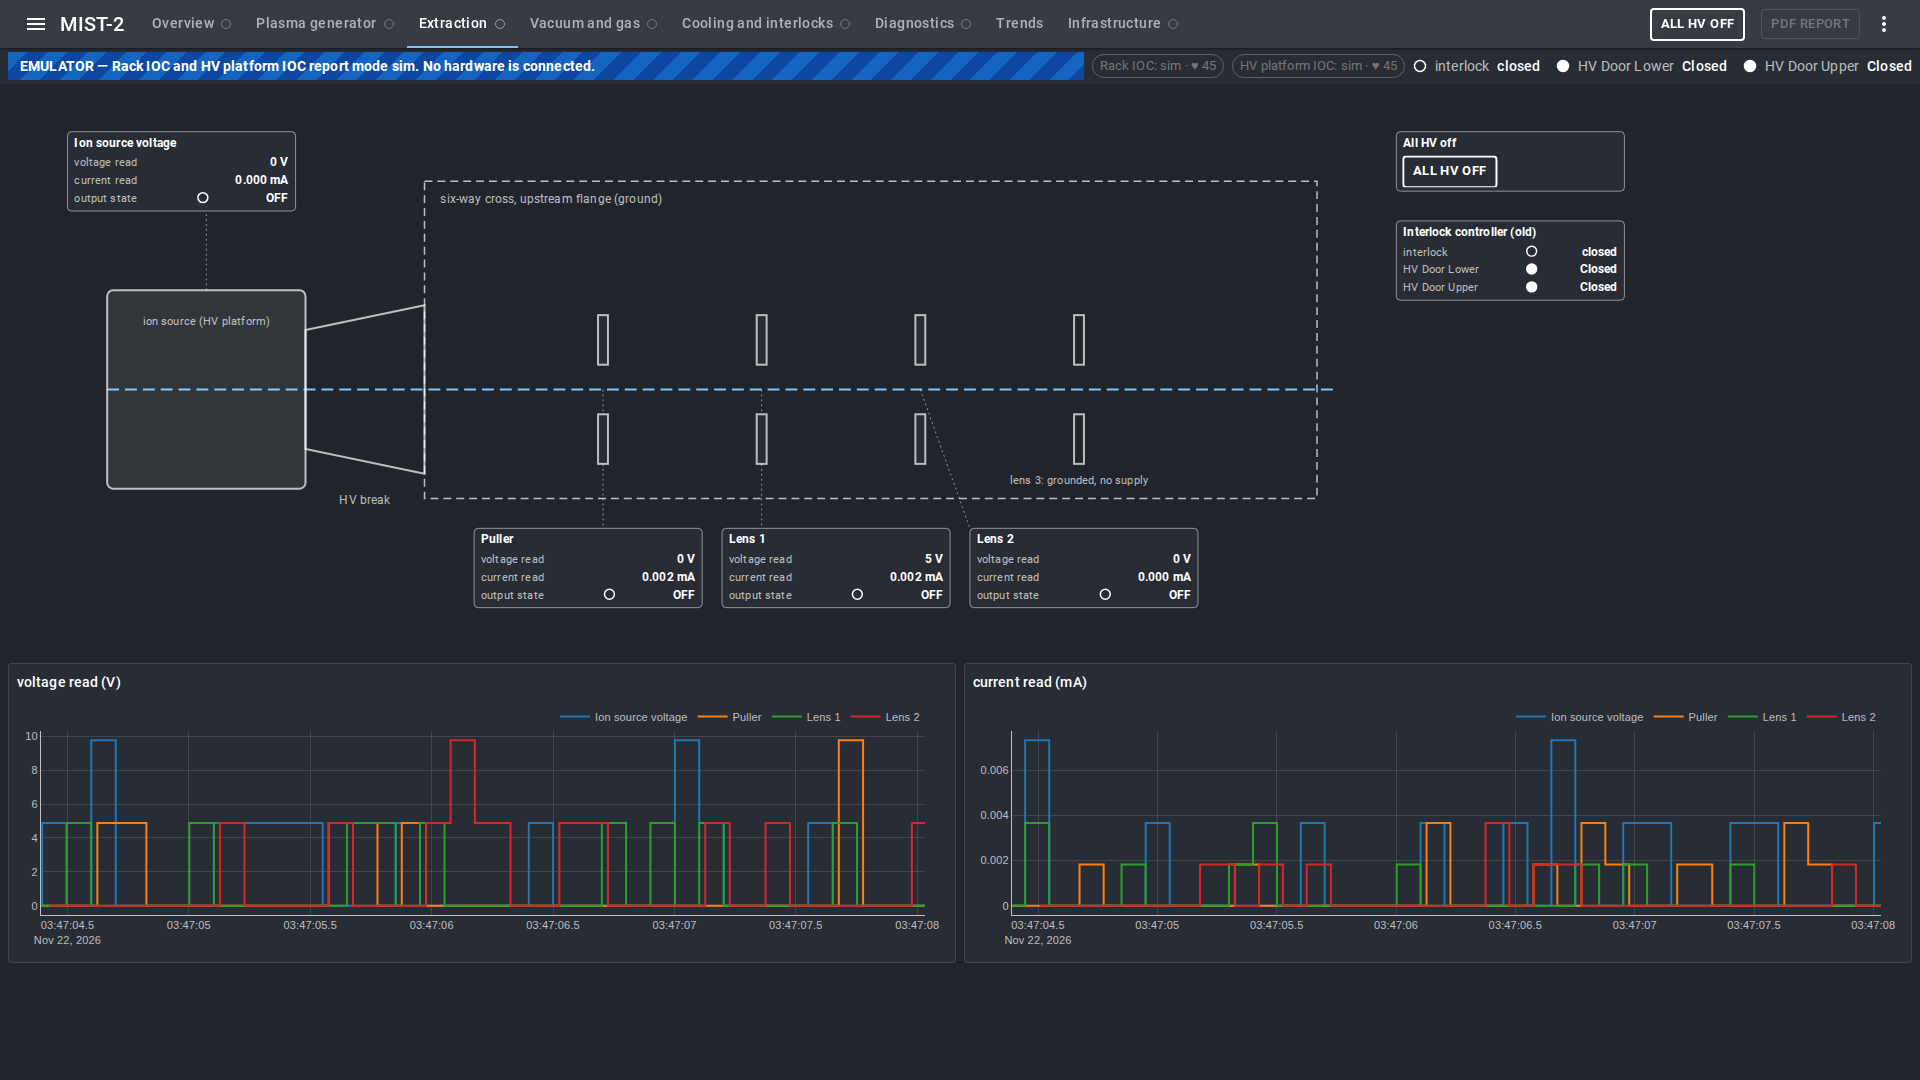 MIST-2
Overview
Plasma generator
Extraction
Vacuum and gas
Cooling and interlocks
Diagnostics
Trends
Infrastructure
ALL HV OFF
PDF REPORT
EMULATOR — Rack IOC and HV platform IOC report mode sim. No hardware is connected.
Rack IOC: sim · ♥ 45
HV platform IOC: sim · ♥ 45
interlock closed
HV Door Lower Closed
HV Door Upper Closed
Ion source voltage
voltage read 0 V
current read 0.000 mA
output state OFF
six-way cross, upstream flange (ground)
All HV off
ALL HV OFF
Interlock controller (old)
interlock closed
HV Door Lower Closed
HV Door Upper Closed
ion source (HV platform)
HV break
lens 3: grounded, no supply
Puller
voltage read 0 V
current read 0.002 mA
output state OFF
Lens 1
voltage read 5 V
current read 0.002 mA
output state OFF
Lens 2
voltage read 0 V
current read 0.000 mA
output state OFF
voltage read (V)
Ion source voltage Puller Lens 1 Lens 2
10
8
6
4
2
0
03:47:04.5 03:47:05 03:47:05.5 03:47:06 03:47:06.5 03:47:07 03:47:07.5 03:47:08
Nov 22, 2026
current read (mA)
Ion source voltage Puller Lens 1 Lens 2
0.006
0.004
0.002
0
03:47:04.5 03:47:05 03:47:05.5 03:47:06 03:47:06.5 03:47:07 03:47:07.5 03:47:08
Nov 22, 2026